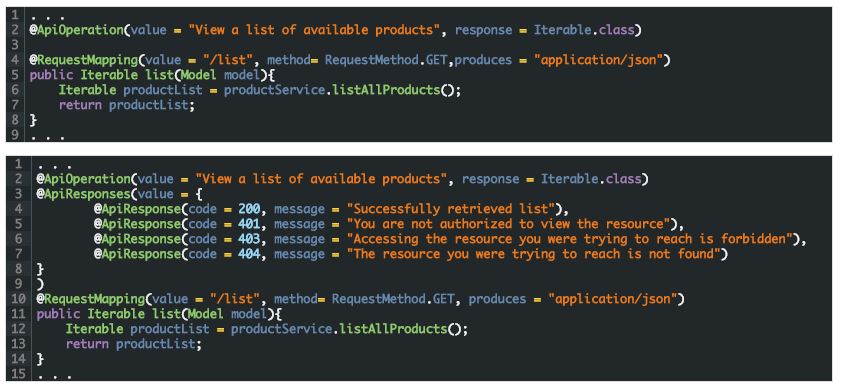 1 . . .
2 @ApiOperation(value = "View a list of available products", response = Iterable.class)
3
4 @RequestMapping(value = "/list", method= RequestMethod.GET,produces = "application/json")
5 public Iterable list(Model model){
6     Iterable productList = productService.listAllProducts();
7     return productList;
8 }
9 . . .
1 . . .
2 @ApiOperation(value = "View a list of available products", response = Iterable.class)
3 @ApiResponses(value = {
4         @ApiResponse(code = 200, message = "Successfully retrieved list"),
5         @ApiResponse(code = 401, message = "You are not authorized to view the resource"),
6         @ApiResponse(code = 403, message = "Accessing the resource you were trying to reach is forbidden"),
7         @ApiResponse(code = 404, message = "The resource you were trying to reach is not found")
8 }
9 )
10 @RequestMapping(value = "/list", method= RequestMethod.GET, produces = "application/json")
11 public Iterable list(Model model){
12     Iterable productList = productService.listAllProducts();
13     return productList;
14 }
15 . . .